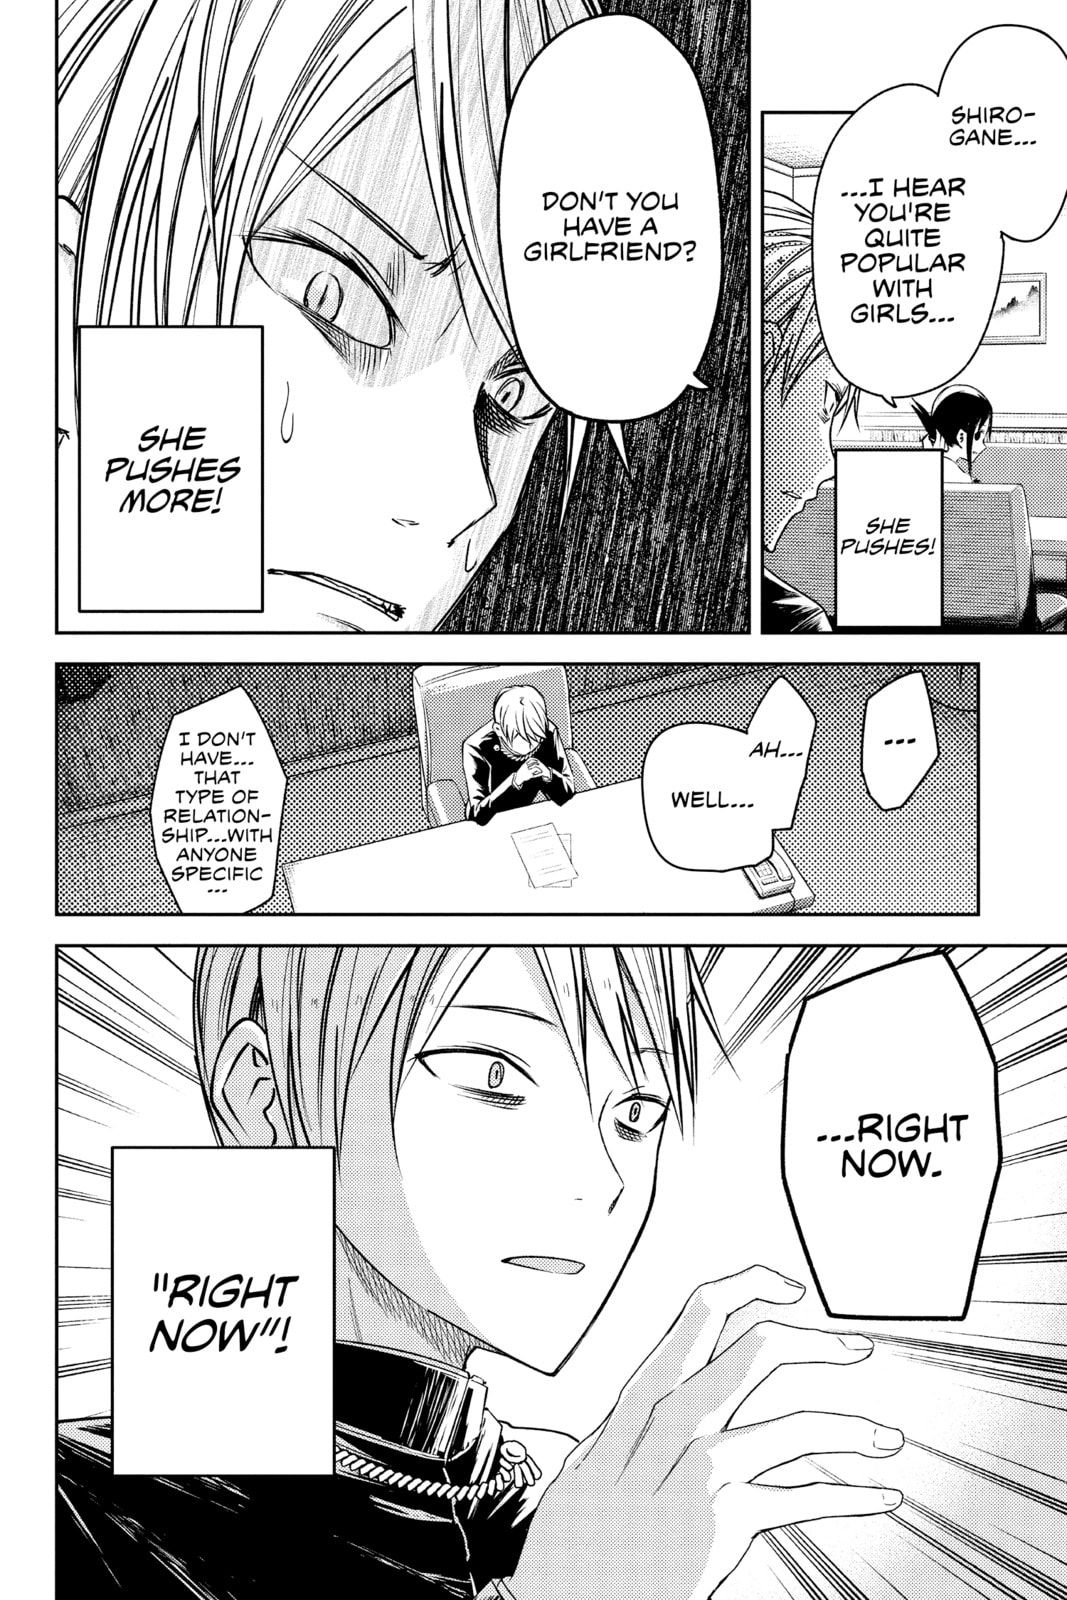 SHIRO-
GANE...
...I HEAR
YOU'RE
QUITE
POPULAR
WITH
GIRLS...
SHE
PUSHES!
DON'T YOU
HAVE A
GIRLFRIEND?
SHE
PUSHES
MORE!
...
AH...
WELL...
I DON'T
HAVE...
THAT
TYPE OF
RELATION-
SHIP...WITH
ANYONE
SPECIFIC
...
...RIGHT
NOW.
"RIGHT
NOW"!